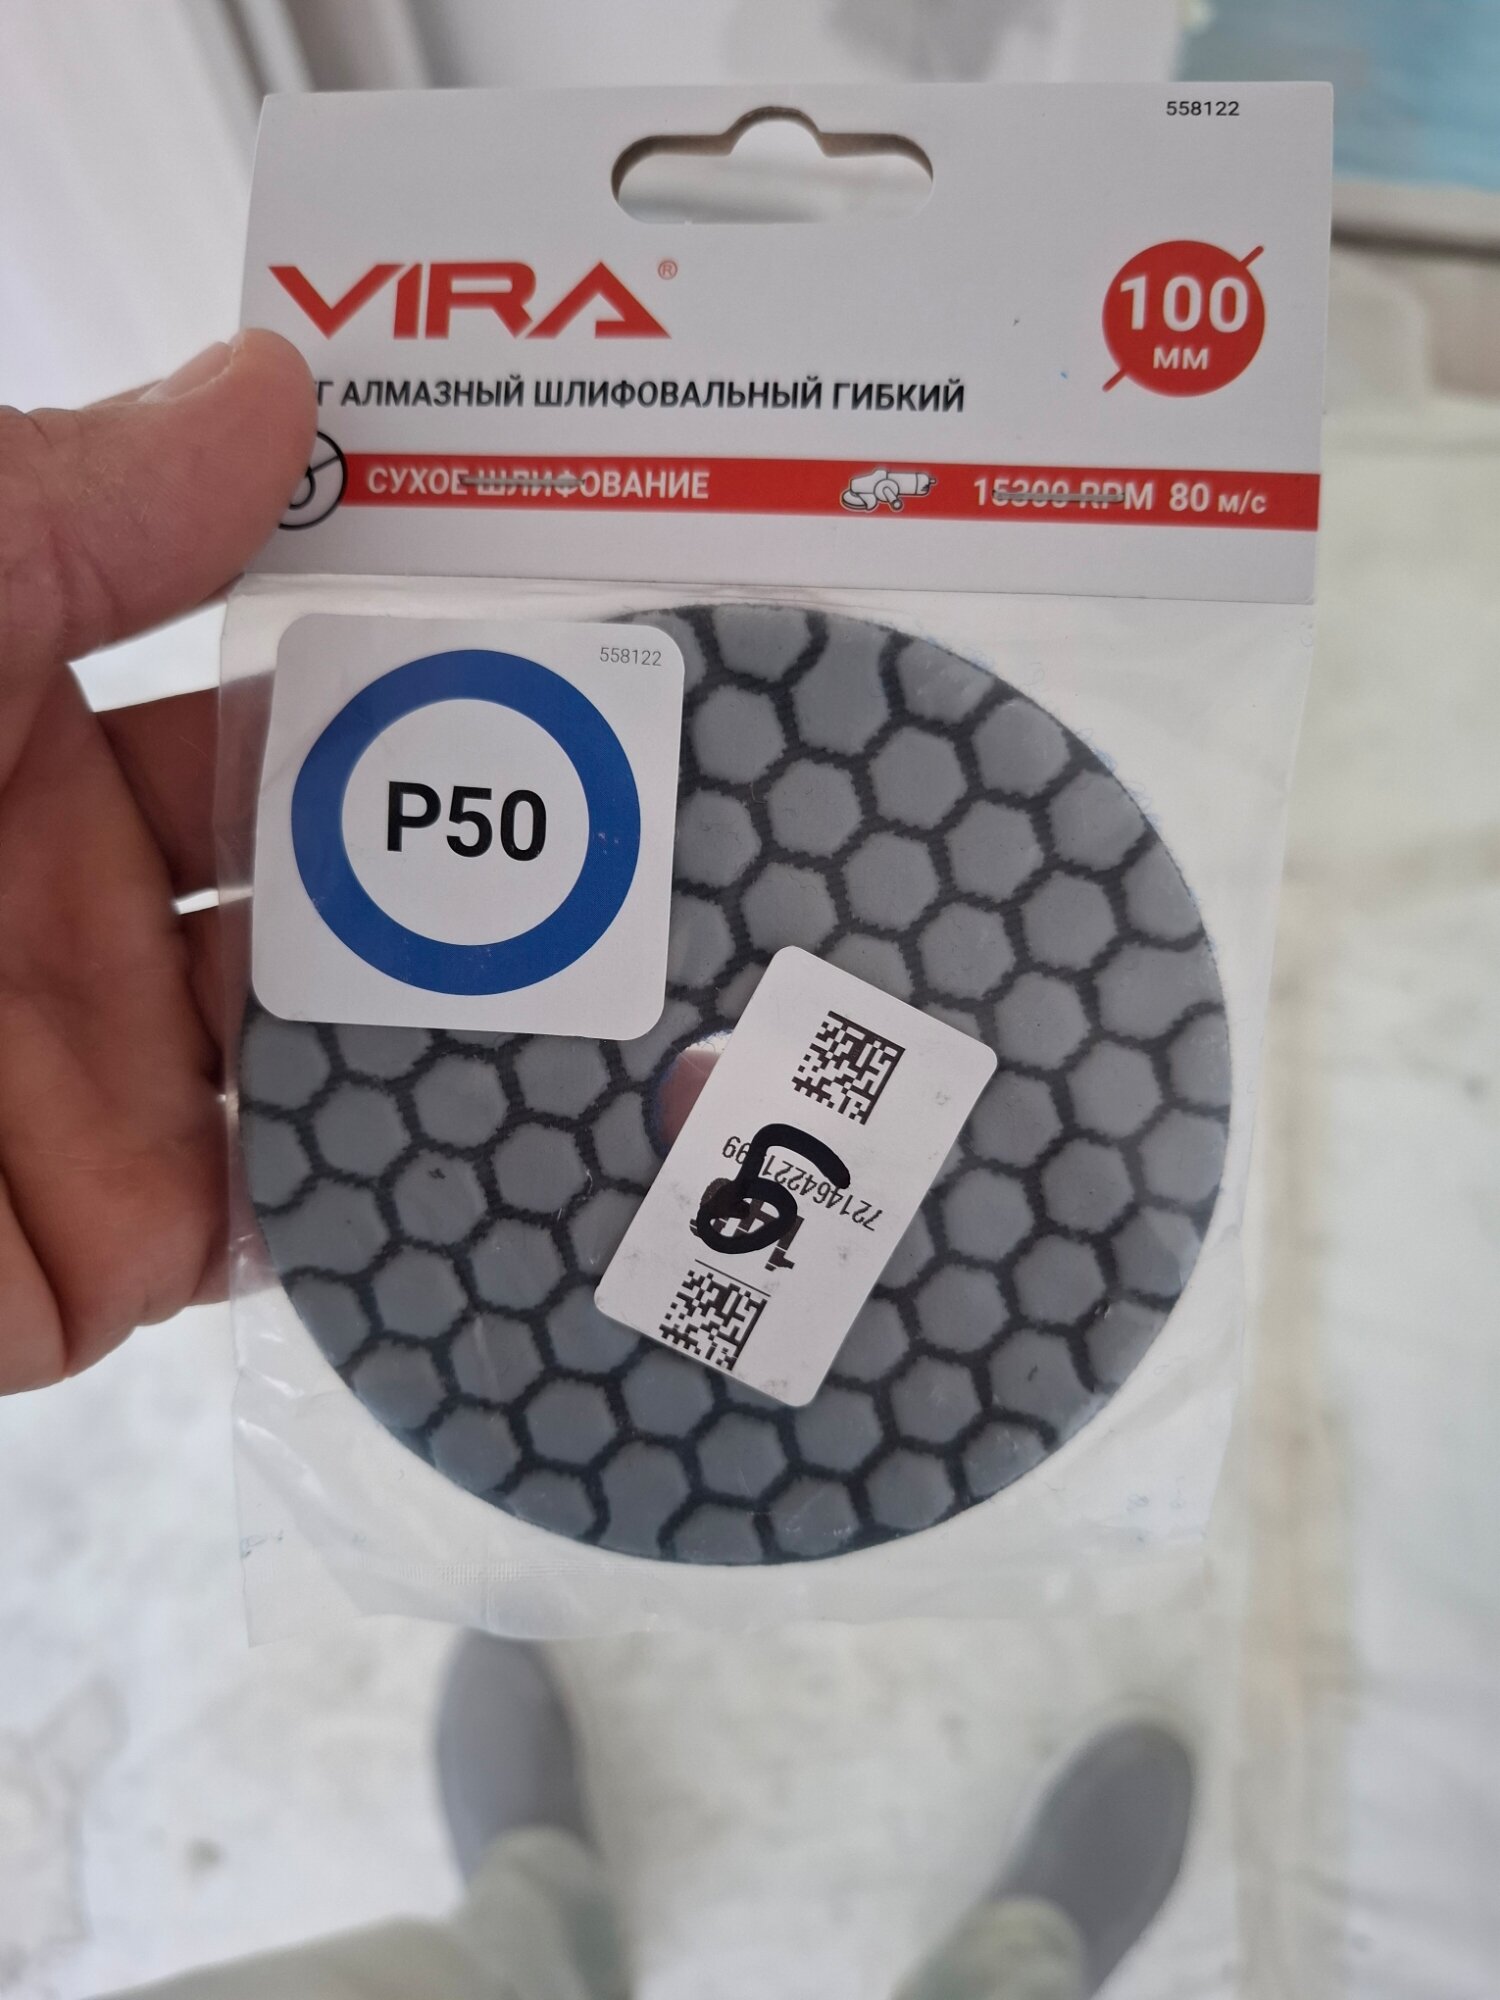 558122
VIRA®
100
мм
Г АЛМАЗНЫЙ ШЛИФОВАЛЬНЫЙ ГИБКИЙ
СУХОЕ ШЛИФОВАНИЕ
15300 RPM 80 м/с
558122
P50
5